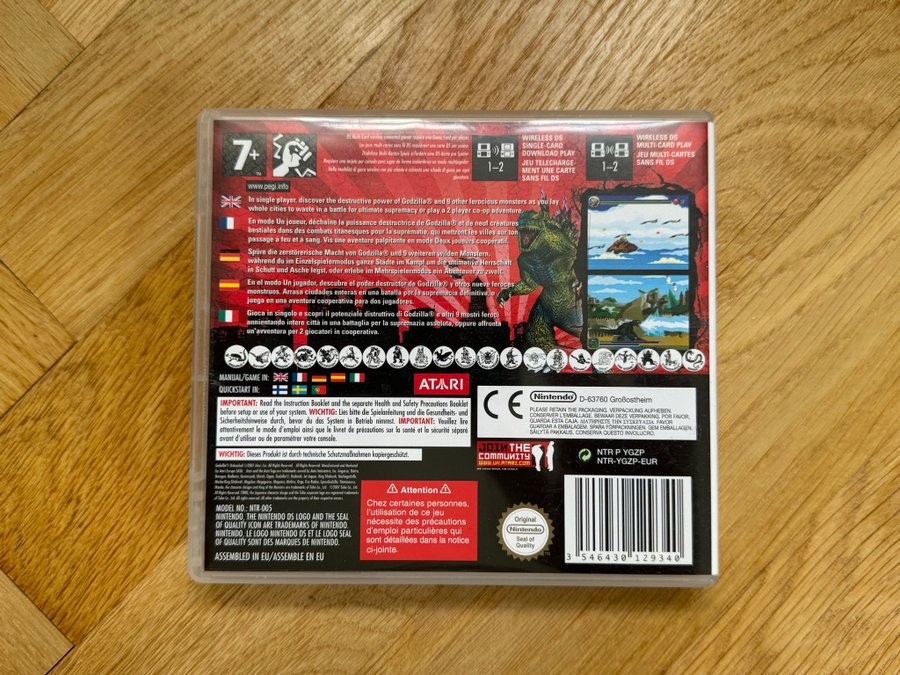 7+
www.pegi.info
1-2
WIRELESS DS
SINGLE-CARD
DOWNLOAD PLAY
JEU TELECHARGE-
MENT UNE CARTE
SANS FIL DS
1-2
WIRELESS DS
MULTI-CARD PLAY
JEU MULTI-CARTES
SANS FIL DS
In single player, discover the destructive power of Godzilla® and 9 other ferocious monsters as you lay
whole cities to waste in a battle for ultimate supremacy or play a 2 player co-op adventure.
En mode Un joueur, déchaîne la puissance destructrice de Godzilla® et de neuf créatures
bestiales dans des combats titanesques pour la suprématie, qui mettront les villes sur ton
passage à feu et à sang. Vis une aventure palpitante en mode Deux joueurs coopératif.
Spüre die zerstörerische Macht von Godzilla® und 9 weiteren wilden Monstern,
während du im Einzelspielermodus ganze Städte im Kampf um die ultimative Herrschaft
in Schutt und Asche legst, oder erlebe im Mehrspielermodus ein Abenteuer zu zweit.
En el modo Un jugador, descubre el poder destructor de Godzilla® y otros nueve feroces
monstruos. Arrasa ciudades enteras en una batalla por la supremacía definitiva o
juega en una aventura cooperativa para dos jugadores.
Gioca in singolo e scopri il potenziale distruttivo di Godzilla® e altri 9 mostri feroci
annientando intere città in una battaglia per la supremazia assoluta, oppure affronta
un'avventura per 2 giocatori in cooperativa.
MANUAL/GAME IN:
QUICKSTART IN:
ATARI
IMPORTANT: Read the Instruction Booklet and the separate Health and Safety Precautions Booklet
before setup or use of your system. WICHTIG: Lies bitte die Spielanleitung und die Gesundheits- und
Sicherheitshinweise durch, bevor du das System in Betrieb nimmst. IMPORTANT: Veuillez lire
attentivement le mode d'emploi ainsi que le livret de précautions sur la santé et la sécurité séparé
avant d'utiliser ou de paramétrer votre console.
WICHTIG: Dieses Produkt ist durch technische Schutzmaßnahmen kopiergeschützt.
CE
Nintendo D-63760 Großostheim
PLEASE RETAIN THE PACKAGING. VERPACKUNG AUFHEBEN.
CONSERVER L'EMBALLAGE. BEWAAR DEZE VERPAKKING. POR FAVOR,
GUARDA ESTA CAJA. ΔΙΑΤΗΡΗΣΤΕ ΤΗΝ ΣΥΣΚΕΥΑΣΙΑ. POR FAVOR
GUARDAR A EMBALAGEM. SPARA FÖRPACKNINGEN. GEM VENLIGST
SÄILYTÄ PAKKAUS. CONSERVA QUESTO INVOLUCRO.
JOIN THE
COMMUNITY
WWW.UK.ATARI.COM
NTR P YGZP
NTR-YGZP-EUR
MODEL NO.: NTR-005
NINTENDO, THE NINTENDO DS LOGO AND THE SEAL
OF QUALITY ICON ARE TRADEMARKS OF NINTENDO.
NINTENDO, LE LOGO NINTENDO DS ET LE LOGO SEAL
OF QUALITY SONT DES MARQUES DE NINTENDO.
ASSEMBLED IN EU/ASSEMBLE EN EU
Attention
Chez certaines personnes,
l'utilisation de ce jeu
nécessite des précautions
d'emploi particulières qui
sont détaillées dans la notice
ci-jointe.
Original
Nintendo
Seal of
Quality
3 546430 129340